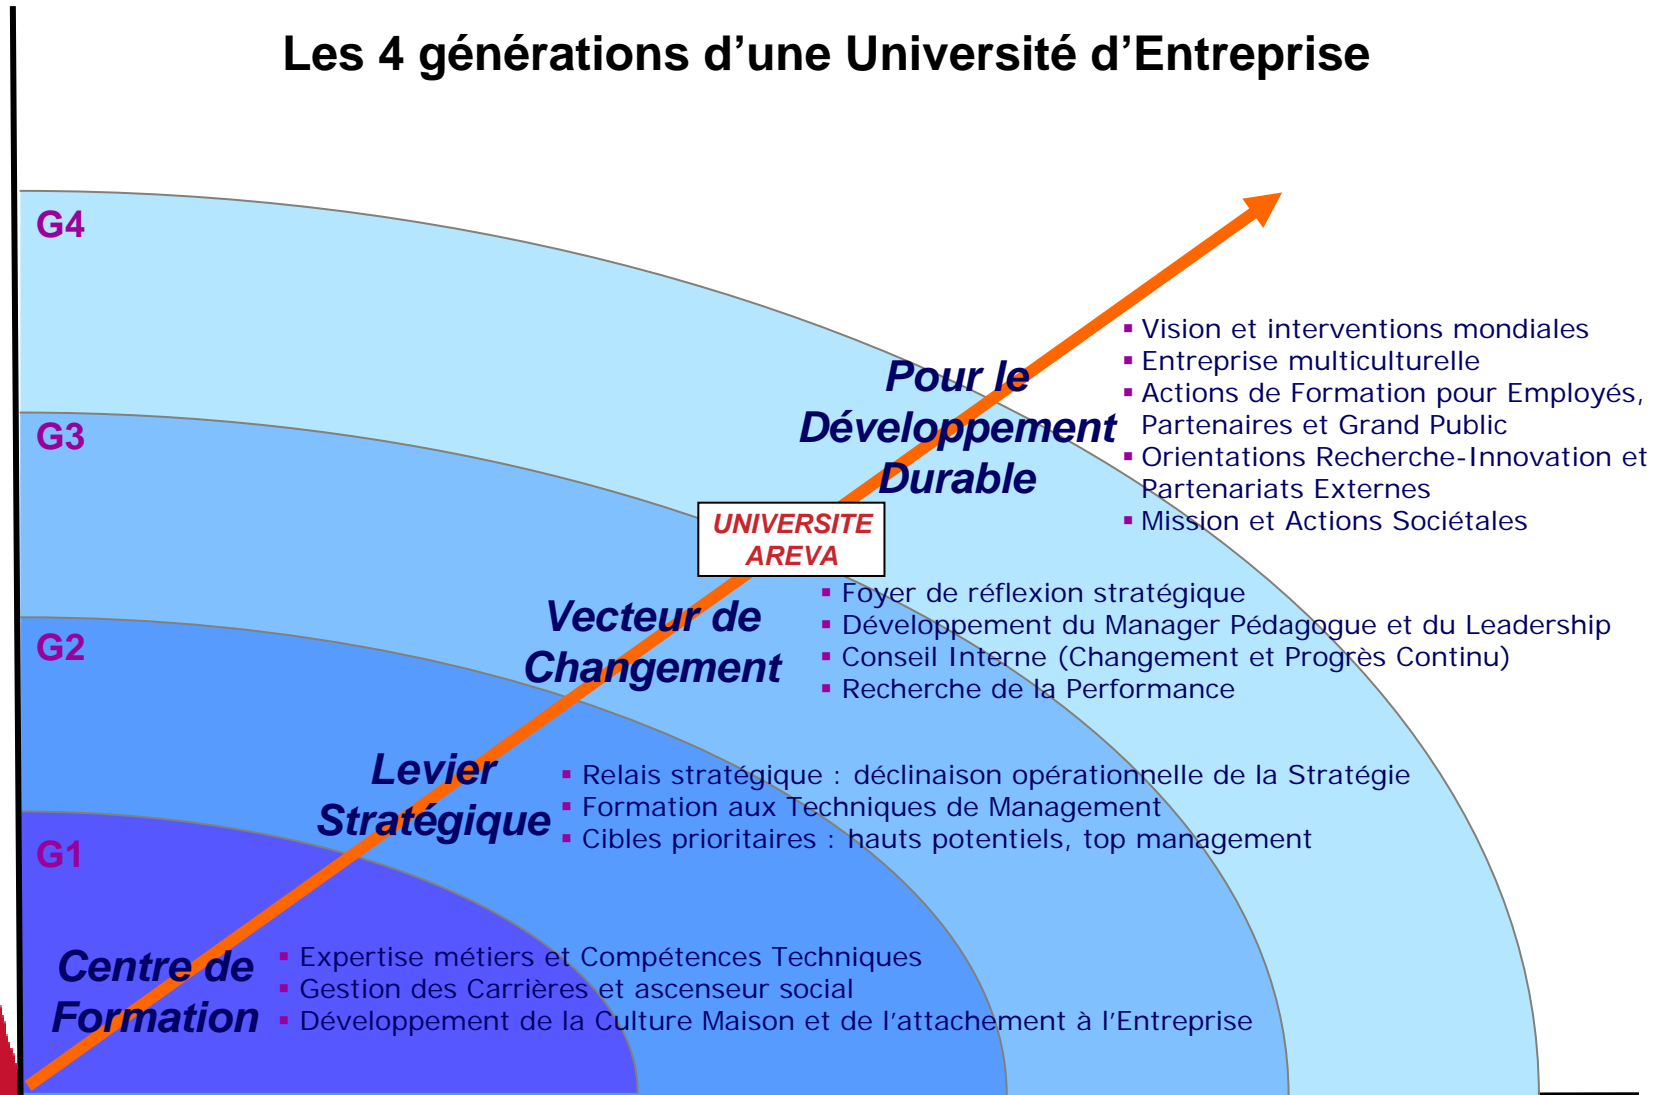 Les 4 générations d’une Université d’Entreprise
G4
Pour le
Développement
Durable
▪ Vision et interventions mondiales
▪ Entreprise multiculturelle
▪ Actions de Formation pour Employés,
Partenaires et Grand Public
▪ Orientations Recherche-Innovation et
Partenariats Externes
▪ Mission et Actions Sociétales
G3
UNIVERSITE
AREVA
Vecteur de
Changement
▪ Foyer de réflexion stratégique
▪ Développement du Manager Pédagogue et du Leadership
▪ Conseil Interne (Changement et Progrès Continu)
▪ Recherche de la Performance
G2
Levier
Stratégique
▪ Relais stratégique : déclinaison opérationnelle de la Stratégie
▪ Formation aux Techniques de Management
▪ Cibles prioritaires : hauts potentiels, top management
G1
Centre de
Formation
▪ Expertise métiers et Compétences Techniques
▪ Gestion des Carrières et ascenseur social
▪ Développement de la Culture Maison et de l’attachement à l’Entreprise